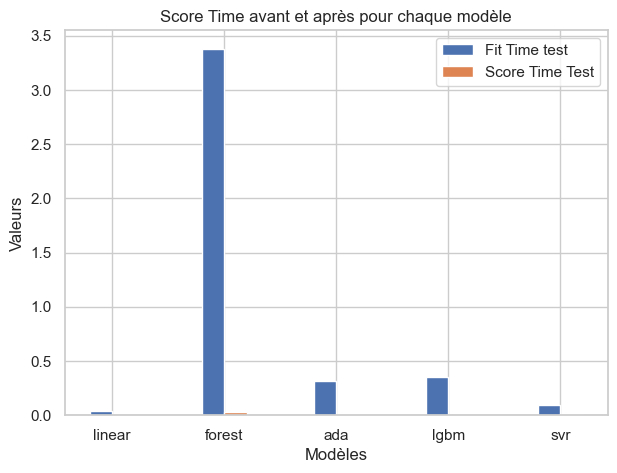 Score Time avant et après pour chaque modèle
Fit Time test
Score Time Test
Valeurs
3.5
3.0
2.5
2.0
1.5
1.0
0.5
0.0
linear
forest
ada
lgbm
svr
Modèles